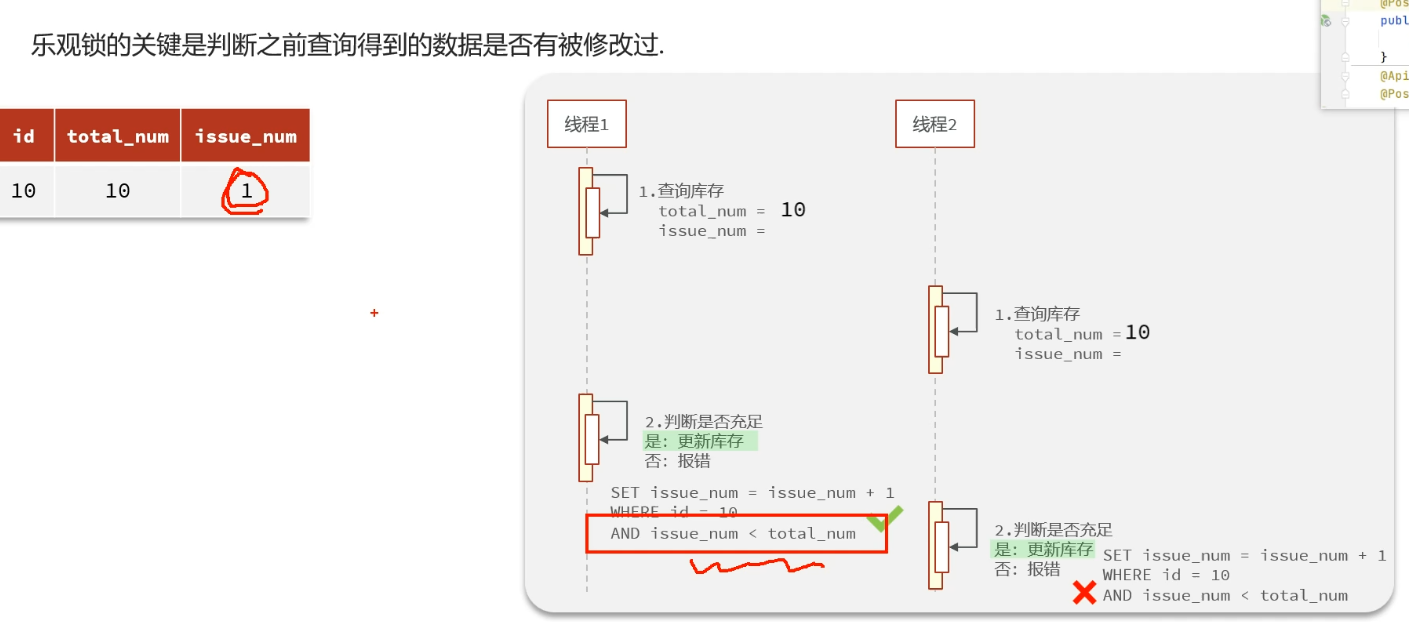 乐观锁的关键是判断之前查询得到的数据是否有被修改过.
id total_num issue_num
10 10 1
线程1
1.查询库存
total_num = 10
issue_num =
2.判断是否充足
是: 更新库存
否: 报错
SET issue_num = issue_num + 1
WHERE id = 10
AND issue_num < total_num
线程2
1.查询库存
total_num = 10
issue_num =
2.判断是否充足
是: 更新库存
否: 报错
SET issue_num = issue_num + 1
WHERE id = 10
AND issue_num < total_num
@Pos
publ
}
@Api
@Pos